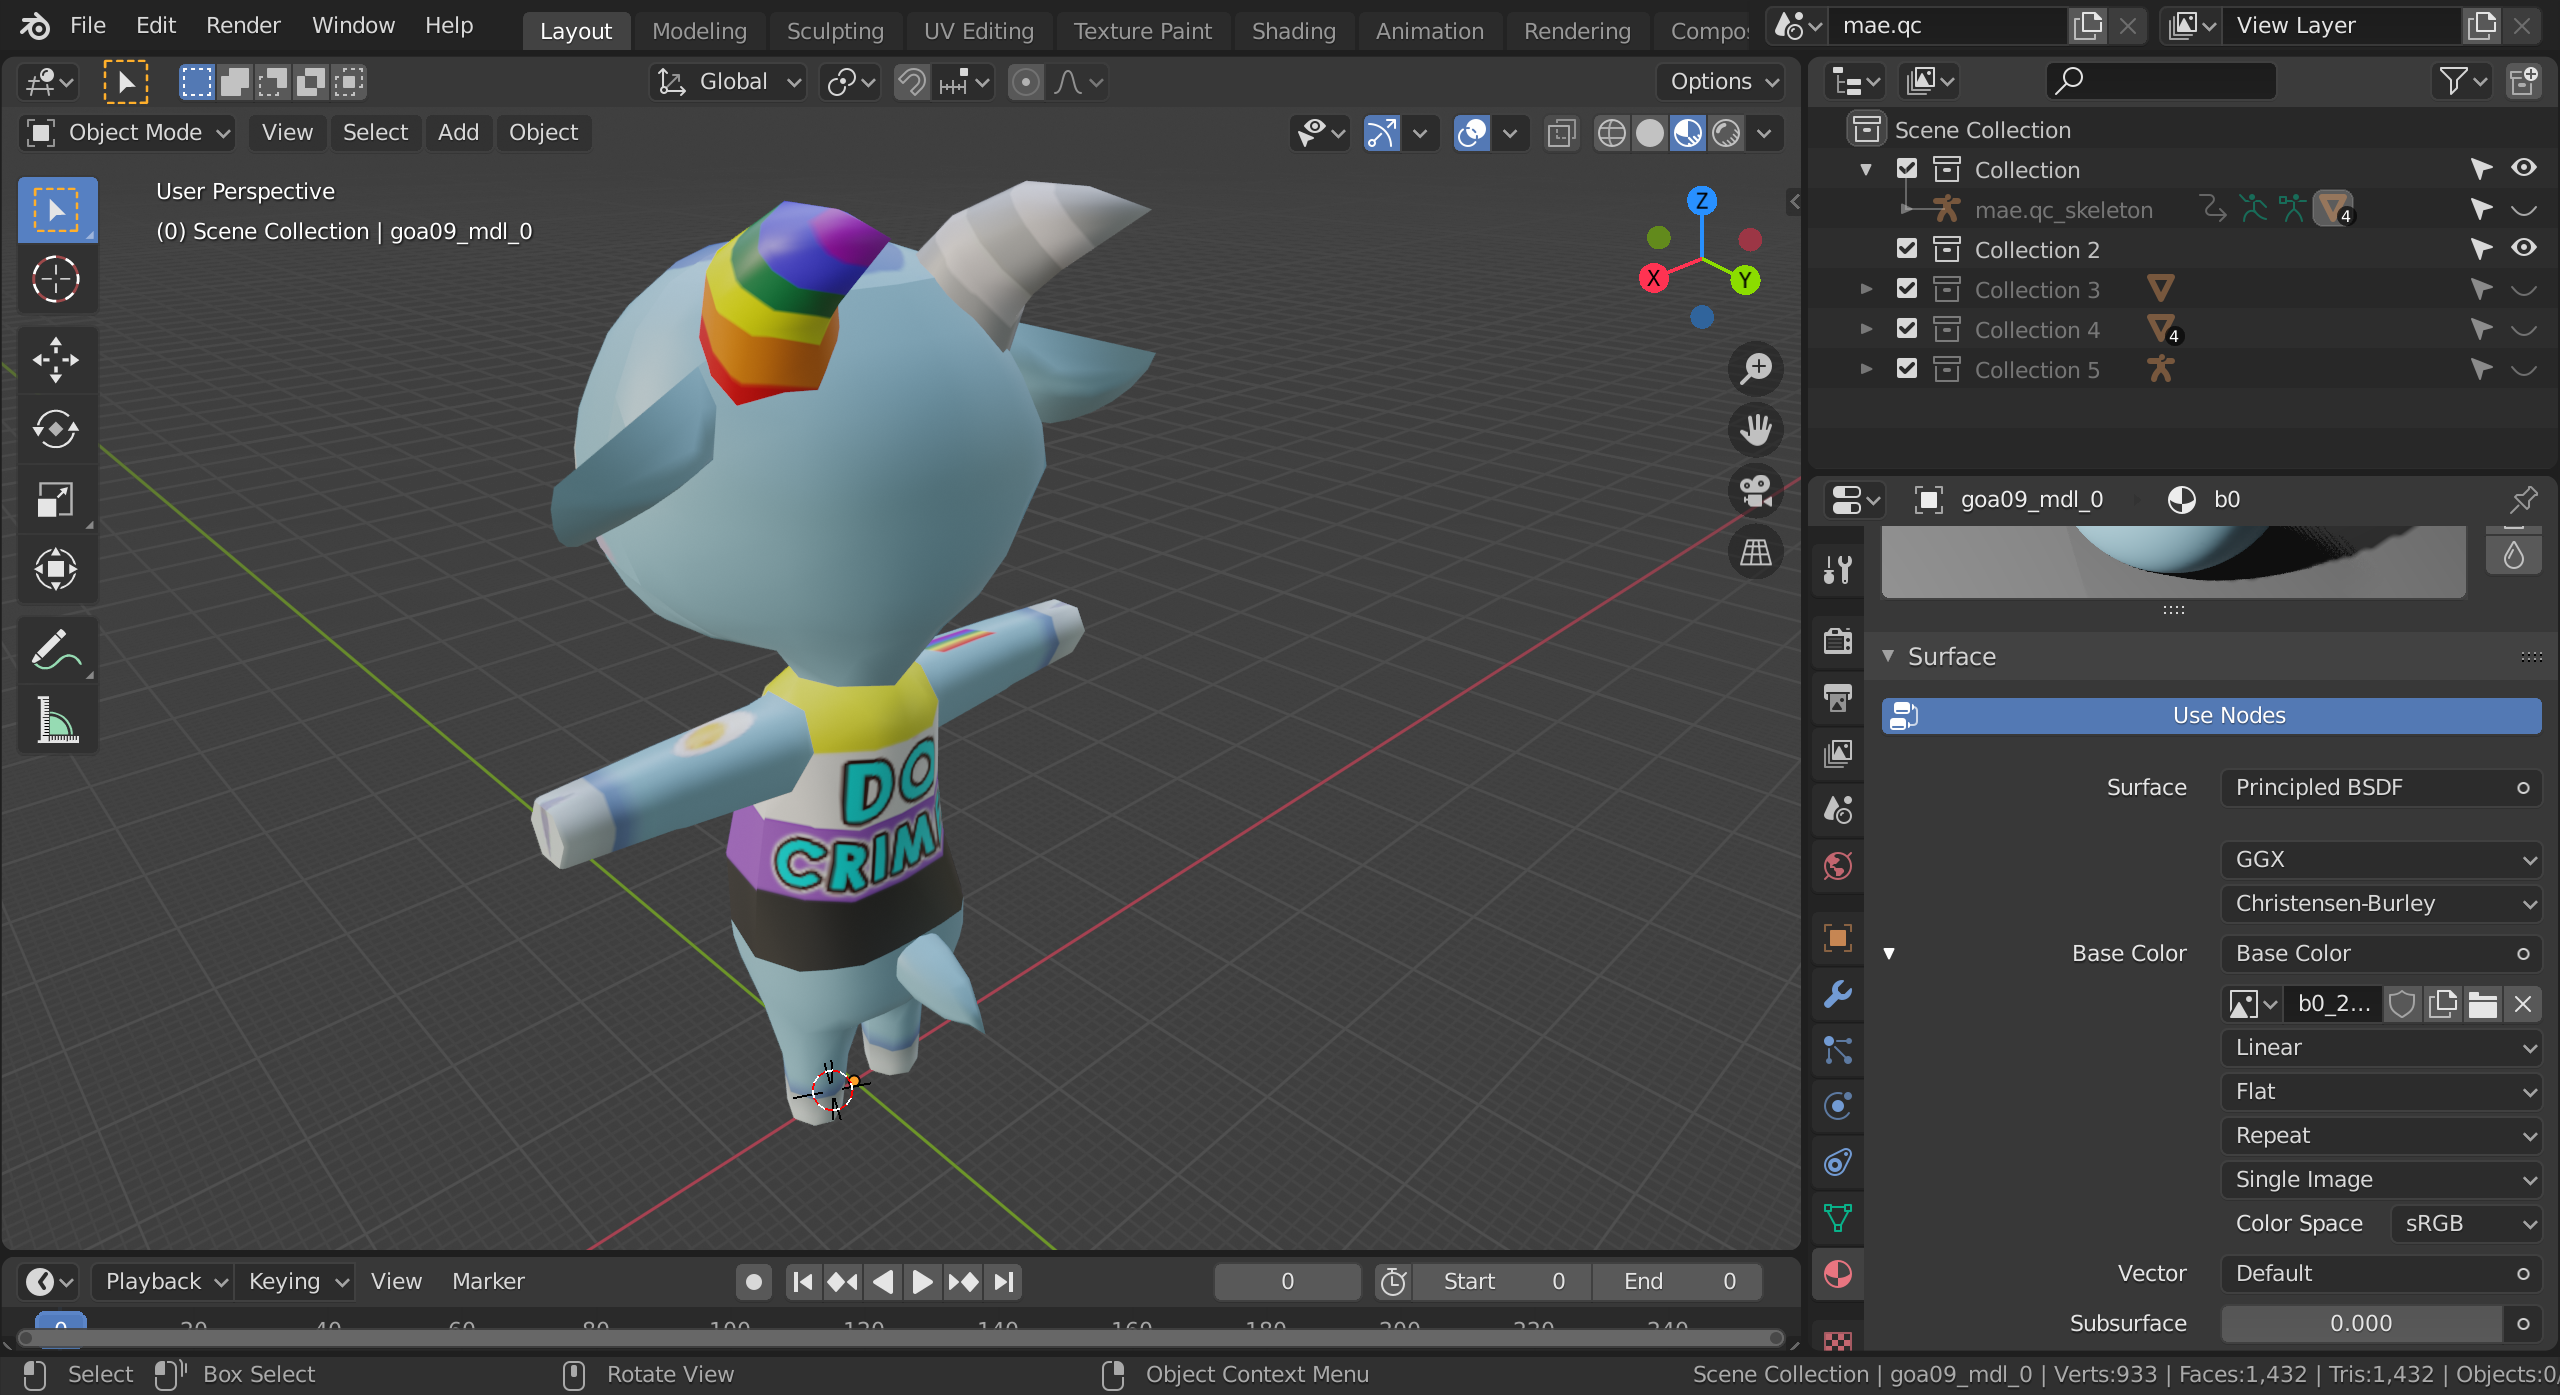 File Edit Render Window Help Layout Modeling Sculpting UV Editing Texture Paint Shading Animation Rendering Compo mae.qc View Layer
Global Options
Object Mode View Select Add Object
User Perspective
(0) Scene Collection | goa09_mdl_0
Z
X
Y
DO
CRIM
Scene Collection
Collection
mae.qc_skeleton 4
Collection 2
Collection 3
Collection 4 4
Collection 5
goa09_mdl_0 b0
Surface
Use Nodes
Surface Principled BSDF
GGX
Christensen-Burley
Base Color Base Color
b0_2...
Linear
Flat
Repeat
Single Image
Color Space sRGB
Vector Default
Subsurface 0.000
Playback Keying View Marker 0 Start 0 End 0
0 20 40 60 80 100 120 140 160 180 200 220 240
Select Box Select Rotate View Object Context Menu Scene Collection | goa09_mdl_0 | Verts:933 | Faces:1,432 | Tris:1,432 | Objects:0/